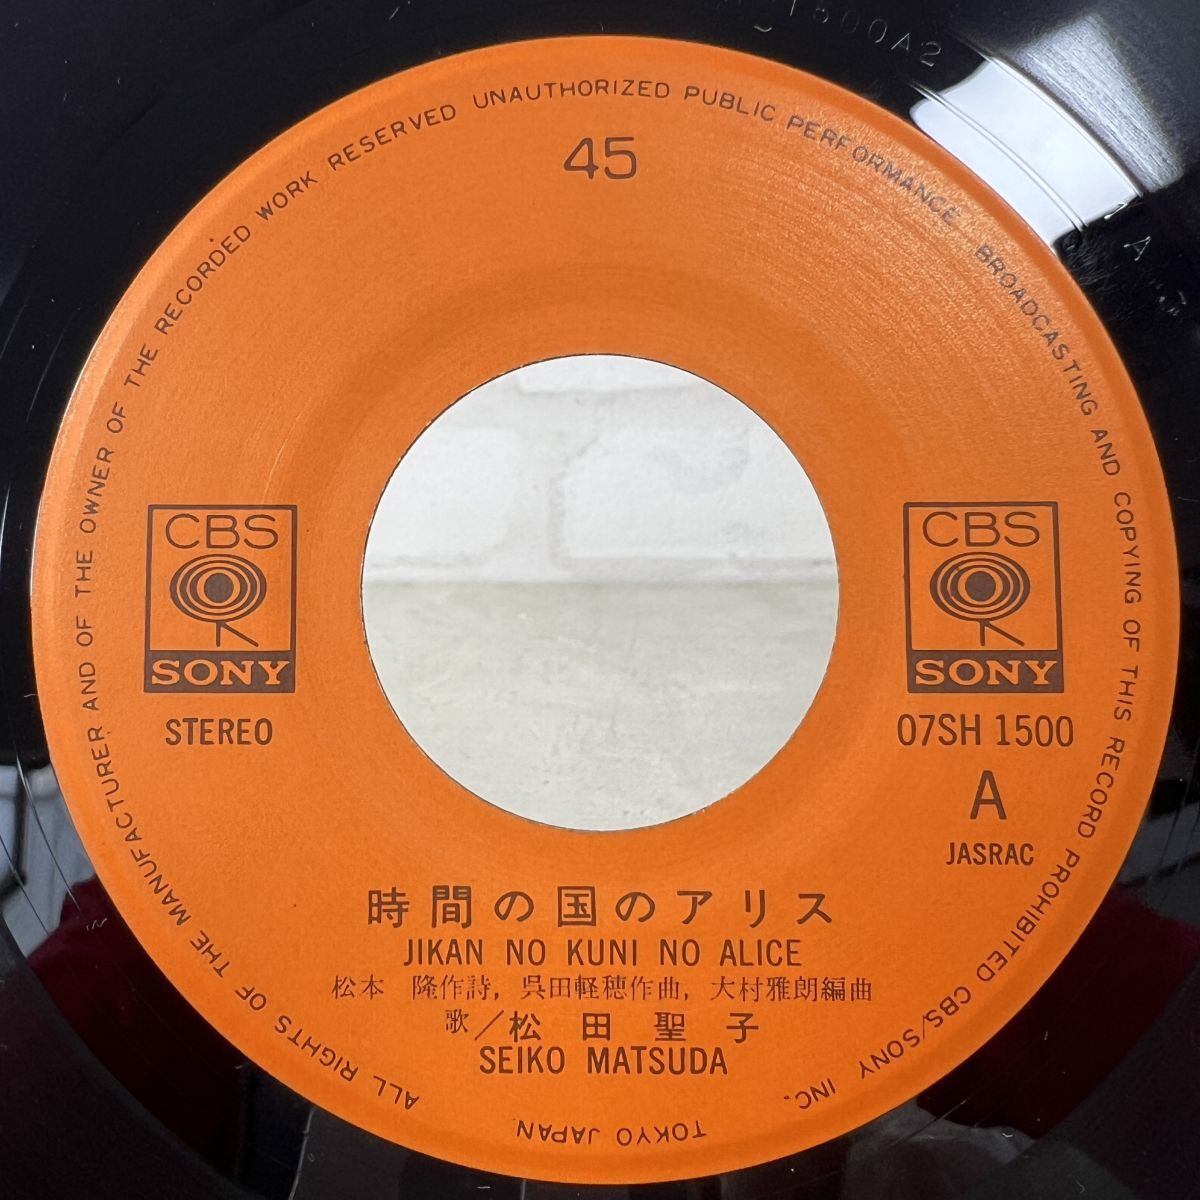 ALL RIGHTS OF THE MANUFACTURER AND OF THE OWNER OF THE RECORDED WORK RESERVED UNAUTHORIZED PUBLIC PERFORMANCE BROADCASTING AND COPYING OF THIS RECORD PROHIBITED CBS/SONY INC.
TOKYO JAPAN.
45
CBS
SONY
STEREO
CBS
SONY
07SH 1500
A
JASRAC
時間の国のアリス
JIKAN NO KUNI NO ALICE
松本 隆作詩, 呉田軽穂作曲, 大村雅朗編曲
歌/松田聖子
SEIKO MATSUDA